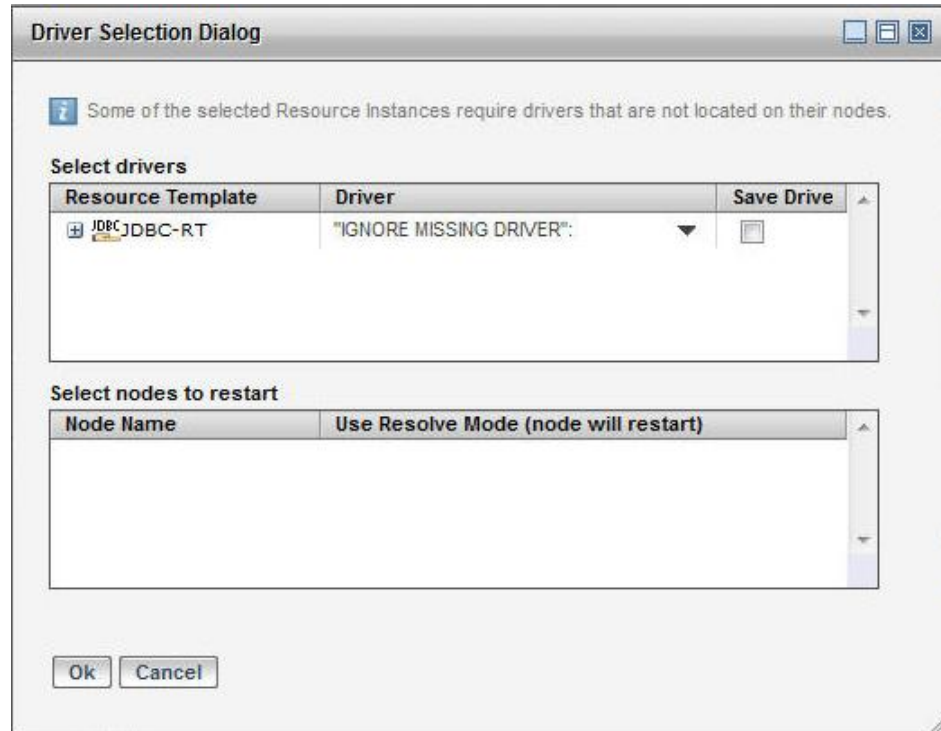 Driver Selection Dialog
i Some of the selected Resource Instances require drivers that are not located on their nodes.
Select drivers
Resource Template Driver Save Drive
JDBC JDBC-RT "IGNORE MISSING DRIVER":
Select nodes to restart
Node Name Use Resolve Mode (node will restart)
Ok Cancel